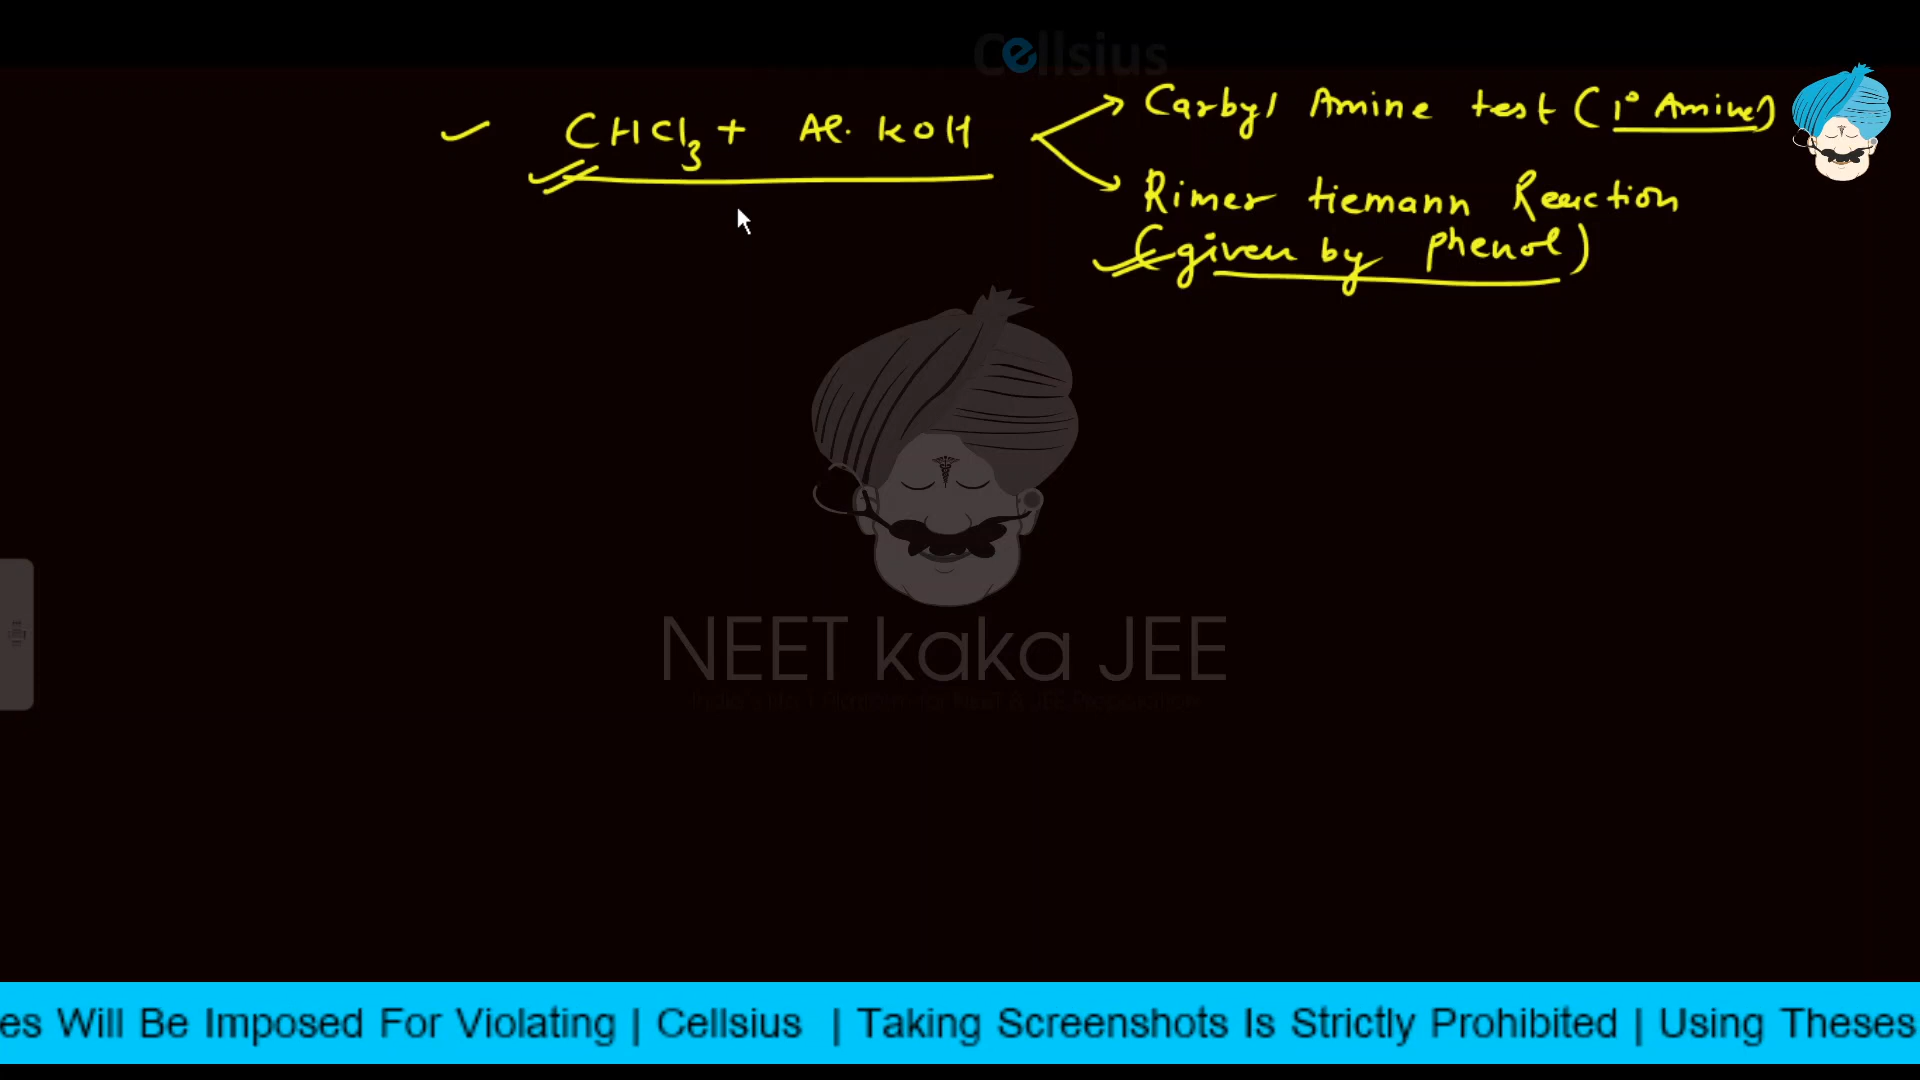 Cellsius
CHCl3 + Al. KOH
Carbyl Amine test (1° Amine)
Rimer tiemann Reaction
(given by phenol)
NEET kaka JEE
es Will Be Imposed For Violating | Cellsius | Taking Screenshots Is Strictly Prohibited | Using Theses